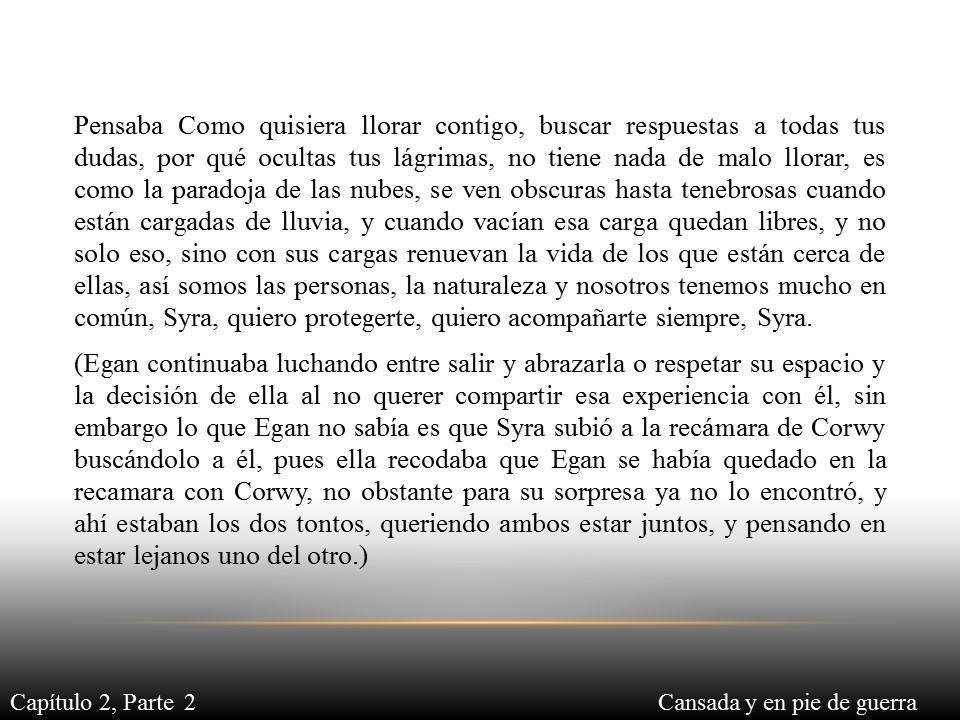 Pensaba Como quisiera llorar contigo, buscar respuestas a todas tus
dudas, por qué ocultas tus lágrimas, no tiene nada de malo llorar, es
como la paradoja de las nubes, se ven obscuras hasta tenebrosas cuando
están cargadas de lluvia, y cuando vacían esa carga quedan libres, y no
solo eso, sino con sus cargas renuevan la vida de los que están cerca de
ellas, así somos las personas, la naturaleza y nosotros tenemos mucho en
común, Syra, quiero protegerte, quiero acompañarte siempre, Syra.
(Egan continuaba luchando entre salir y abrazarla o respetar su espacio y
la decisión de ella al no querer compartir esa experiencia con él, sin
embargo lo que Egan no sabía es que Syra subió a la recámara de Corwy
buscándolo a él, pues ella recodaba que Egan se había quedado en la
recamara con Corwy, no obstante para su sorpresa ya no lo encontró, y
ahí estaban los dos tontos, queriendo ambos estar juntos, y pensando en
estar lejanos uno del otro.)
Capítulo 2, Parte 2
Cansada y en pie de guerra